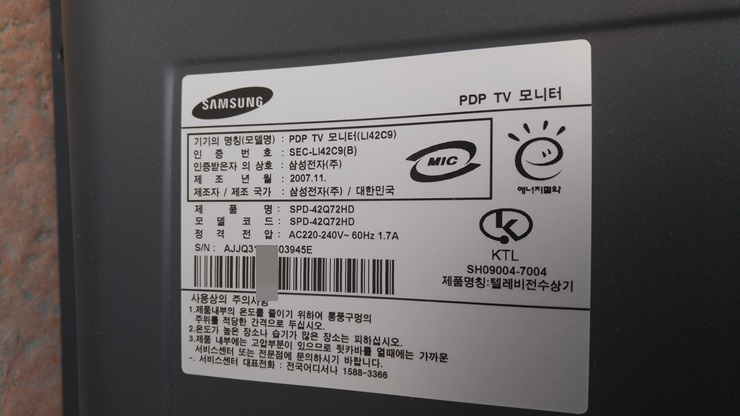 SAMSUNG
PDP TV 모니터
기기의 명칭(모델명) : PDP TV 모니터(LI42C9)
인 증 번 호 : SEC-LI42C9(B)
인증받은자 의 상호 : 삼성전자(주)
제 조 년 월 : 2007.11.
제조자 / 제조 국가 : 삼성전자(주) / 대한민국
MIC
에너지절약
제 품 명 : SPD-42Q72HD
모 델 코 드 : SPD-42Q72HD
정 격 전 압 : AC220-240V~ 60Hz 1.7A
S/N : AJJQ31 03945E
KTL
SH09004-7004
제품명칭:텔레비전수상기
사용상의 주의사항
1.제품내부의 온도를 줄이기 위하여 통풍구멍의
주위를 적당한 간격으로 두십시오.
2.온도가 높은 장소나 습기가 많은 장소는 피하십시오.
3.제품 내부에는 고압부분이 있으므로 뒷카바를 열때에는 가까운
서비스센터 또는 전문점에 문의하시기 바랍니다.
-. 서비스센터 대표전화 : 전국어디서나 1588-3366